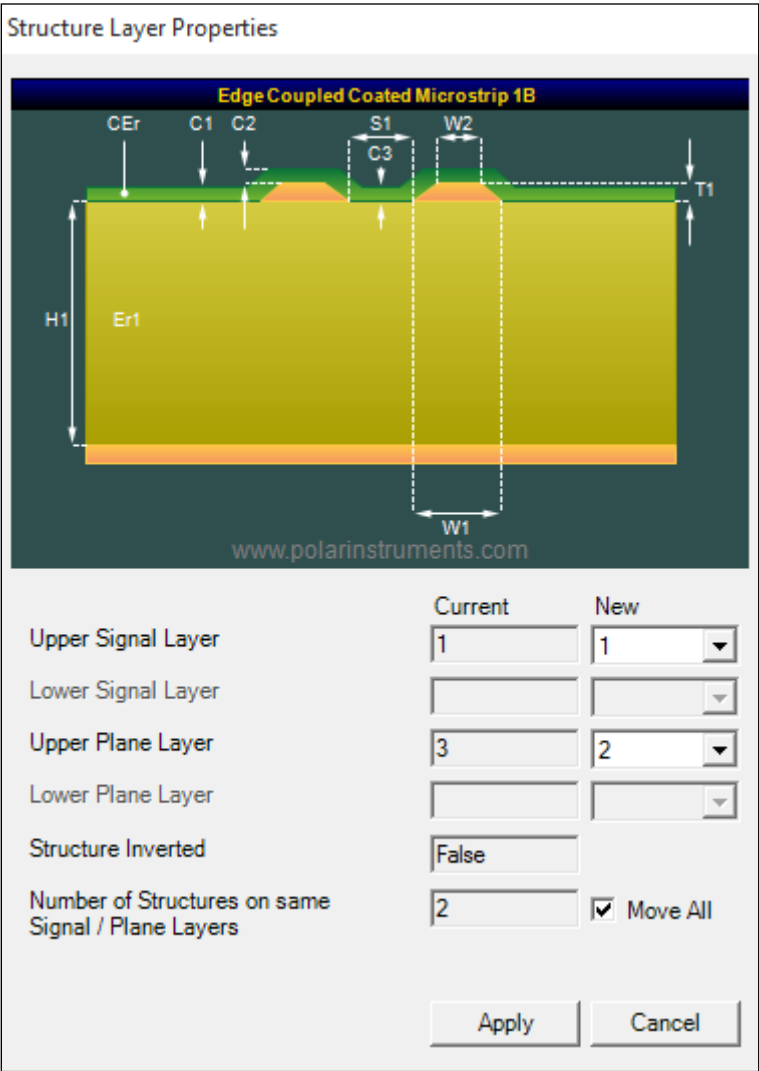 Structure Layer Properties
Edge Coupled Coated Microstrip 1B
CEr C1 C2 S1 W2
C3
T1
H1 Er1
W1
www.polarinstruments.com
Current New
Upper Signal Layer 1 1
Lower Signal Layer
Upper Plane Layer 3 2
Lower Plane Layer
Structure Inverted False
Number of Structures on same 2 Move All
Signal / Plane Layers
Apply Cancel